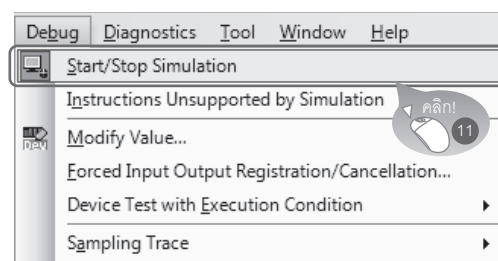 Debug Diagnostics Tool Window Help
Start/Stop Simulation
Instructions Unsupported by Simulation
คลิก!
11
DEV
Modify Value...
Forced Input Output Registration/Cancellation...
Device Test with Execution Condition
Sampling Trace